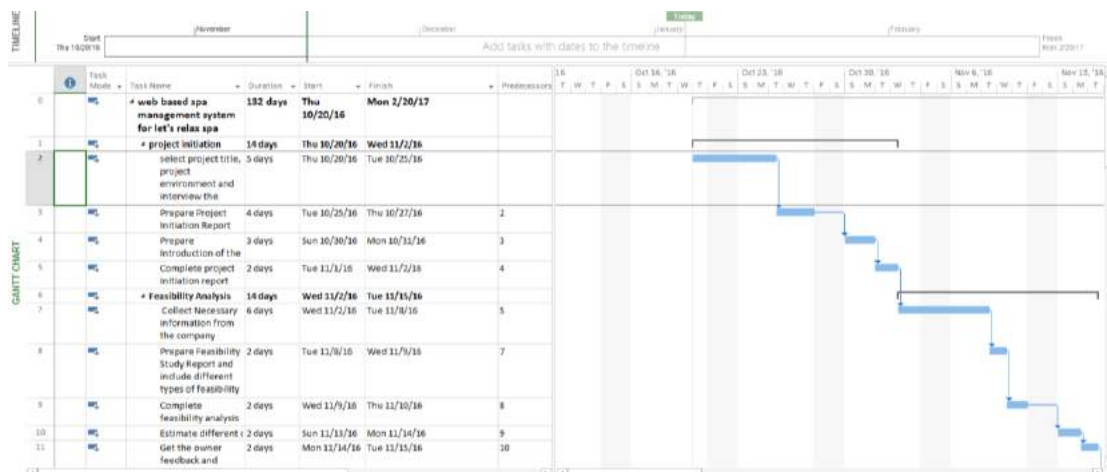 TIMELINE
Today
November
December
January
February
Start
Thu 10/20/16
Add tasks with dates to the timeline
Finish
Mon 2/20/17
GANTT CHART
Task Mode Task Name Duration Start Finish Predecessors
16 Oct 16, '16 Oct 23, '16 Oct 30, '16 Nov 6, '16 Nov 13, '16
T W T F S S M T W T F S S M T W T F S S M T W T F S S M T W T F S S M T
0 web based spa 132 days Thu Mon 2/20/17
management system 10/20/16
for let's relax spa
1 project initiation 14 days Thu 10/20/16 Wed 11/2/16
2 select project title, 5 days Thu 10/20/16 Tue 10/25/16
project
environment and
interview the
3 Prepare Project 4 days Tue 10/25/16 Thu 10/27/16 2
Initiation Report
4 Prepare 3 days Sun 10/30/16 Mon 10/31/16 3
Introduction of the
5 Complete project 2 days Tue 11/1/16 Wed 11/2/16 4
initiation report
6 Feasibility Analysis 14 days Wed 11/2/16 Tue 11/15/16
7 Collect Necessary 6 days Wed 11/2/16 Tue 11/8/16 5
information from
the company
8 Prepare Feasibility 2 days Tue 11/8/16 Wed 11/9/16 7
Study Report and
include different
types of feasibility
9 Complete 2 days Wed 11/9/16 Thu 11/10/16 8
feasibility analysis
10 Estimate different 2 days Sun 11/13/16 Mon 11/14/16 9
11 Get the owner 2 days Mon 11/14/16 Tue 11/15/16 10
feedback and